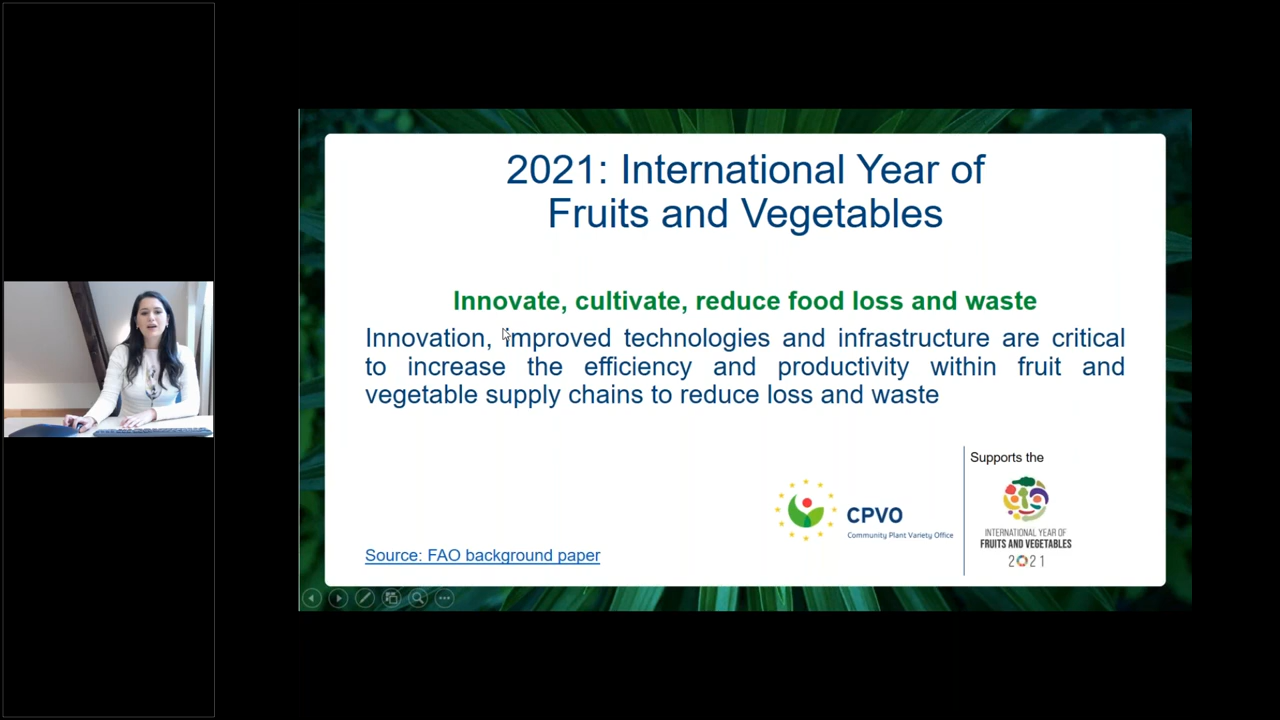 2021: International Year of
Fruits and Vegetables
Innovate, cultivate, reduce food loss and waste
Innovation, improved technologies and infrastructure are critical
to increase the efficiency and productivity within fruit and
vegetable supply chains to reduce loss and waste
Supports the
CPVO
Community Plant Variety Office
INTERNATIONAL YEAR OF
FRUITS AND VEGETABLES
2021
Source: FAO background paper